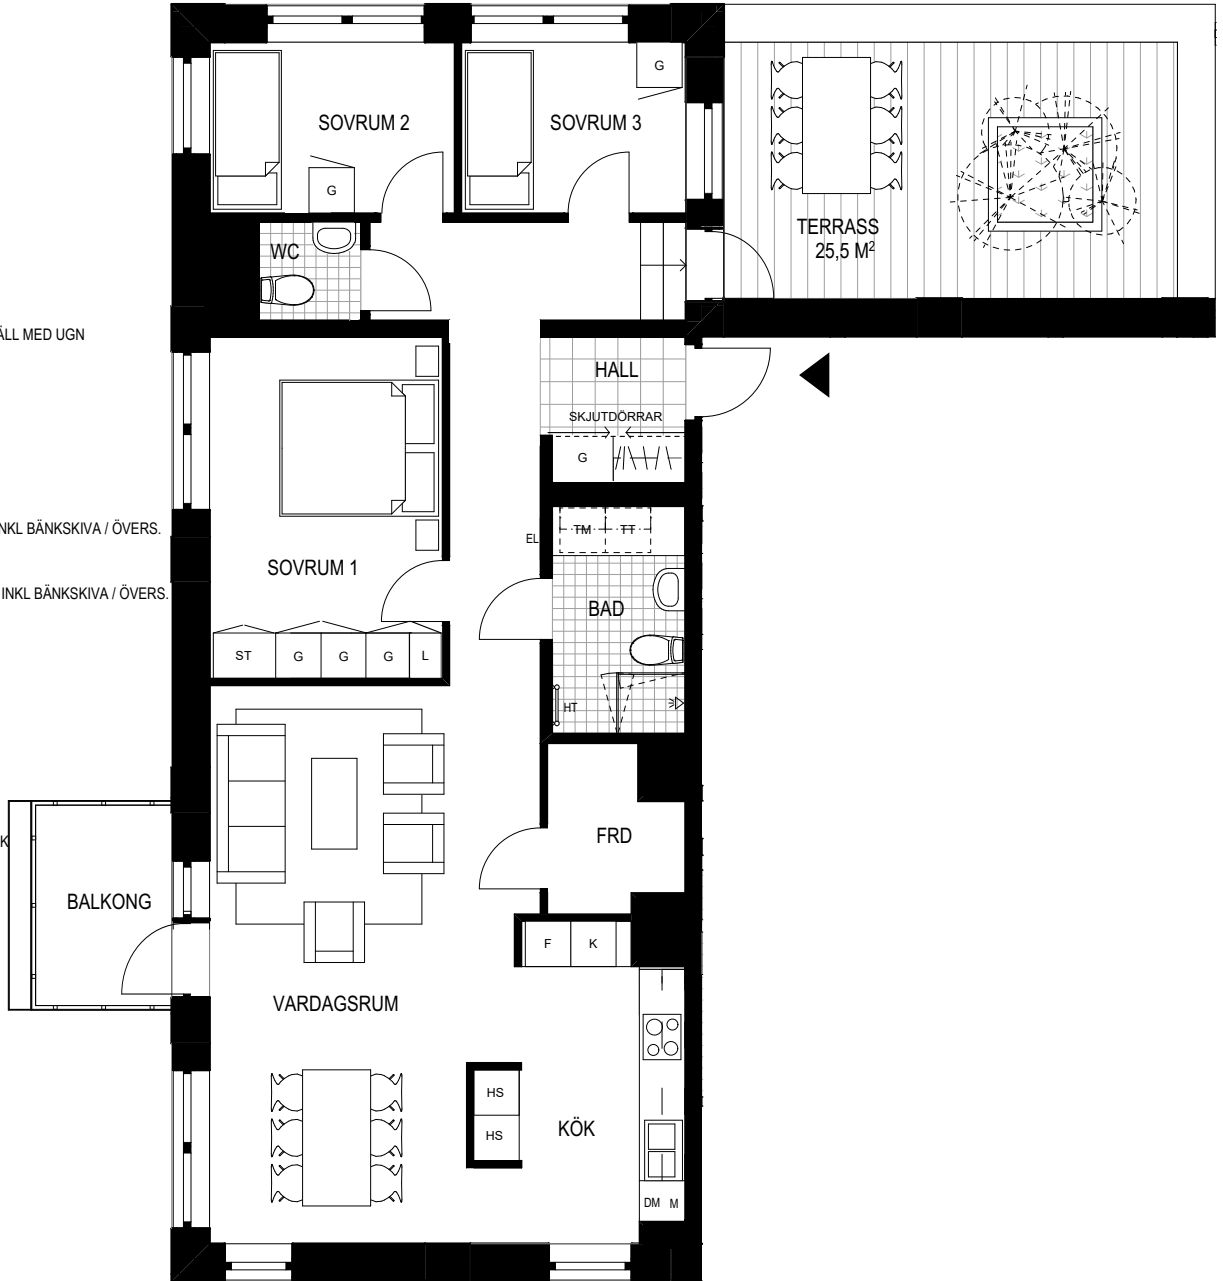 G
SOVRUM 2
SOVRUM 3
G
TERRASS
25,5 M²
WC
ÄLL MED UGN
HALL
SKJUTDÖRRAR
G
NKL BÄNKSKIVA / ÖVERS.
EL
TM
TT
SOVRUM 1
INKL BÄNKSKIVA / ÖVERS.
BAD
ST
G
G
G
L
HT
K
FRD
BALKONG
F
K
VARDAGSRUM
HS
HS
KÖK
DM
M